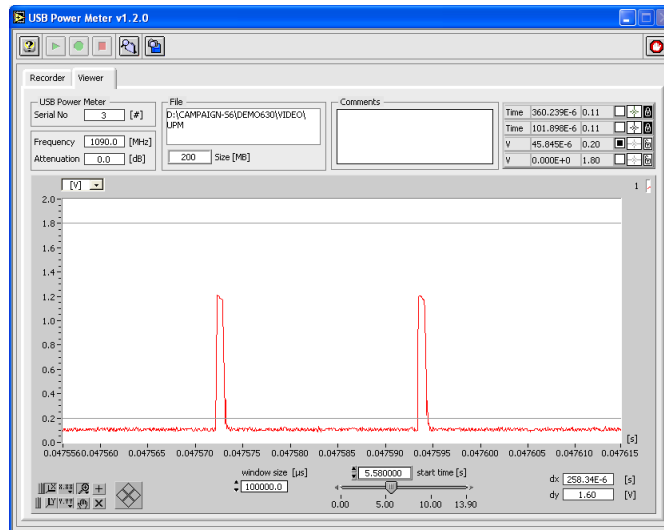 USB Power Meter v1.2.0
Recorder Viewer
USB Power Meter
Serial No 3 [#]
Frequency 1090.0 [MHz]
Attenuation 0.0 [dB]
File
D:\CAMPAIGN-S6\DEMO630\VIDEO\
UPM
200 Size [MB]
Comments
Time 360.239E-6 0.11
Time 101.898E-6 0.11
V 45.845E-6 0.20
V 0.000E+0 1.80
[V]
1
2.0
1.8
1.6
1.4
1.2
1.0
0.8
0.6
0.4
0.2
0.0
0.0475560 0.047560 0.047565 0.047570 0.047575 0.047580 0.047585 0.047590 0.047595 0.047600 0.047610 0.047615
[s]
window size [µs]
100000.0
5.580000 start time [s]
0.00 5.00 10.00 13.90
dx 258.34E-6 [s]
dy 1.60 [V]